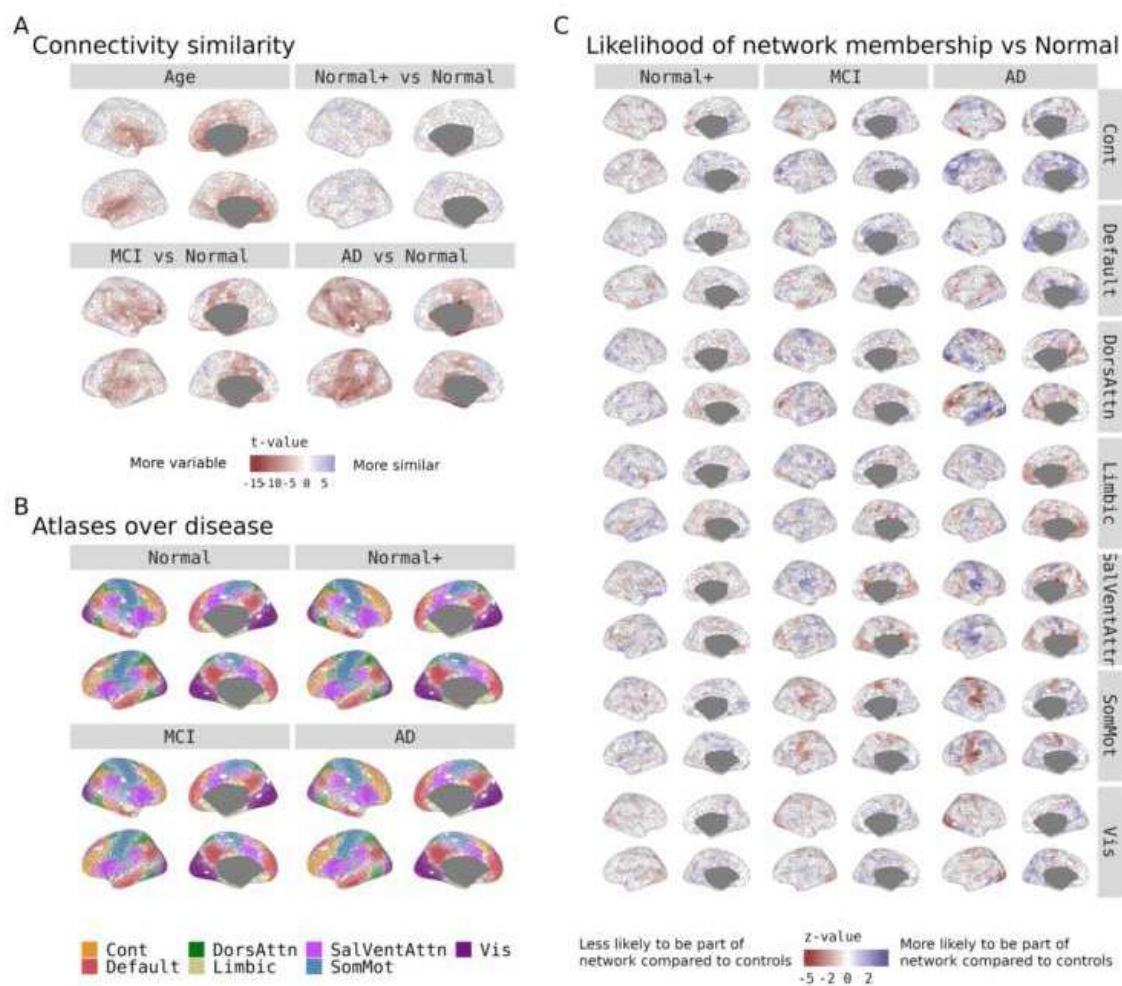 A
Connectivity similarity
Age
Normal+ vs Normal
MCI vs Normal
AD vs Normal
t-value
More variable
More similar
-15-10-5 0 5
B
Atlases over disease
Normal
Normal+
MCI
AD
Cont
DorsAttn
SalVentAttn
Vis
Default
Limbic
SomMot
C
Likelihood of network membership vs Normal
Normal+
MCI
AD
Cont
Default
DorsAttn
Limbic
SalVentAttr
SomMot
Vis
Less likely to be part of
network compared to controls
z-value
-5 -2 0 2
More likely to be part of
network compared to controls